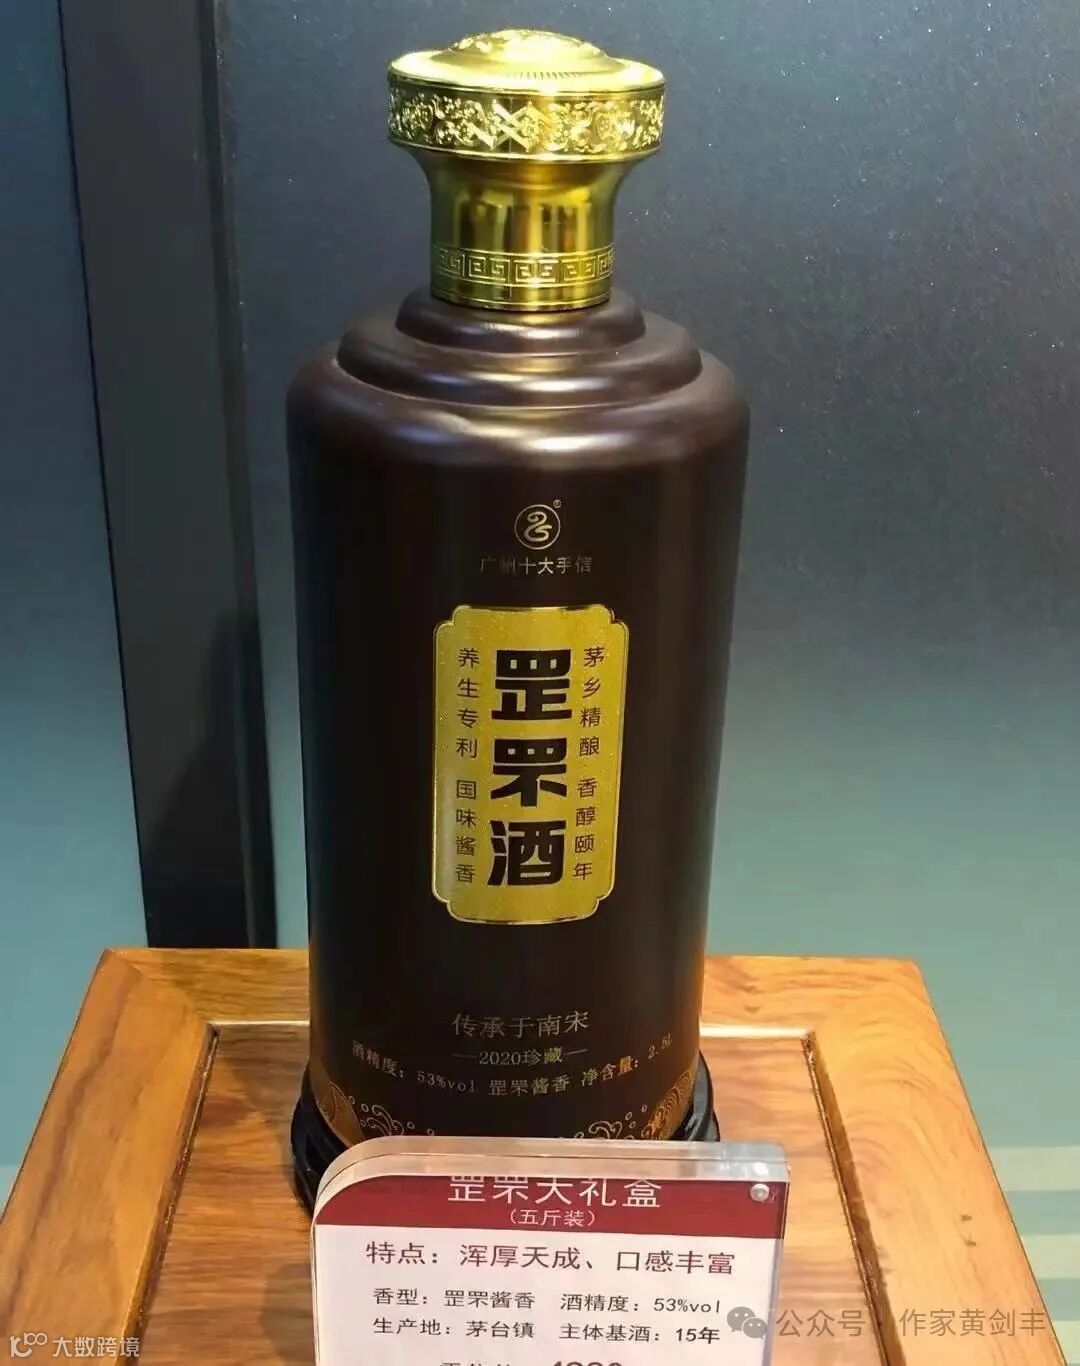 广州十大手信
茅乡精酿 香醇颐年
罡罘酒
养生专利 国味酱香
传承于南宋
—2020珍藏—
酒精度：53%vol 罡罘酱香 净含量：2.5L
罡罘大礼盒
（五斤装）
特点：浑厚天成、口感丰富
香型：罡罘酱香 酒精度：53%vol
生产地：茅台镇 主体基酒：15年
公众号·作家黄剑丰
大数跨境